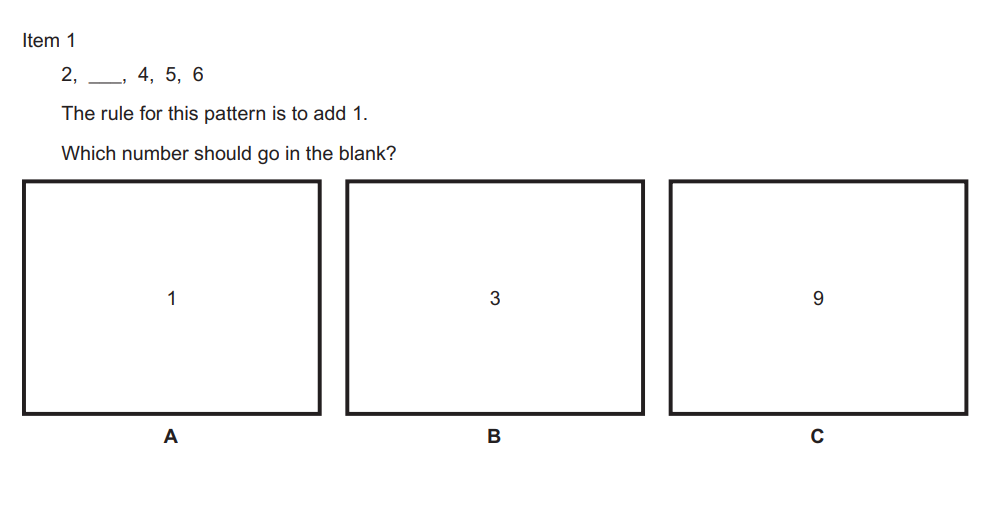 Item 1
2, ___, 4, 5, 6
The rule for this pattern is to add 1.
Which number should go in the blank?
1
3
9
A
B
C